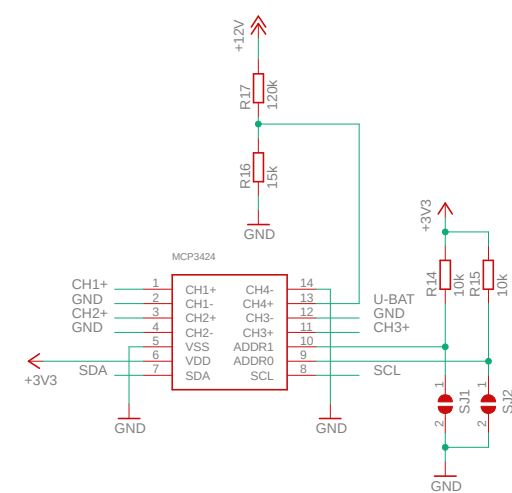 +12V
R17
120k
R16
15k
GND
MCP3424
CH1+ 1 CH1+ CH4- 14
GND 2 CH1- CH4+ 13 U-BAT
CH2+ 3 CH2+ CH3- 12 GND
GND 4 CH2- CH3+ 11 CH3+
5 VSS ADDR1 10
+3V3 6 VDD ADDR0 9
SDA 7 SDA SCL 8 SCL
GND
GND
+3V3
R14
10k
R15
10k
1
SJ1
2
1
SJ2
2
GND